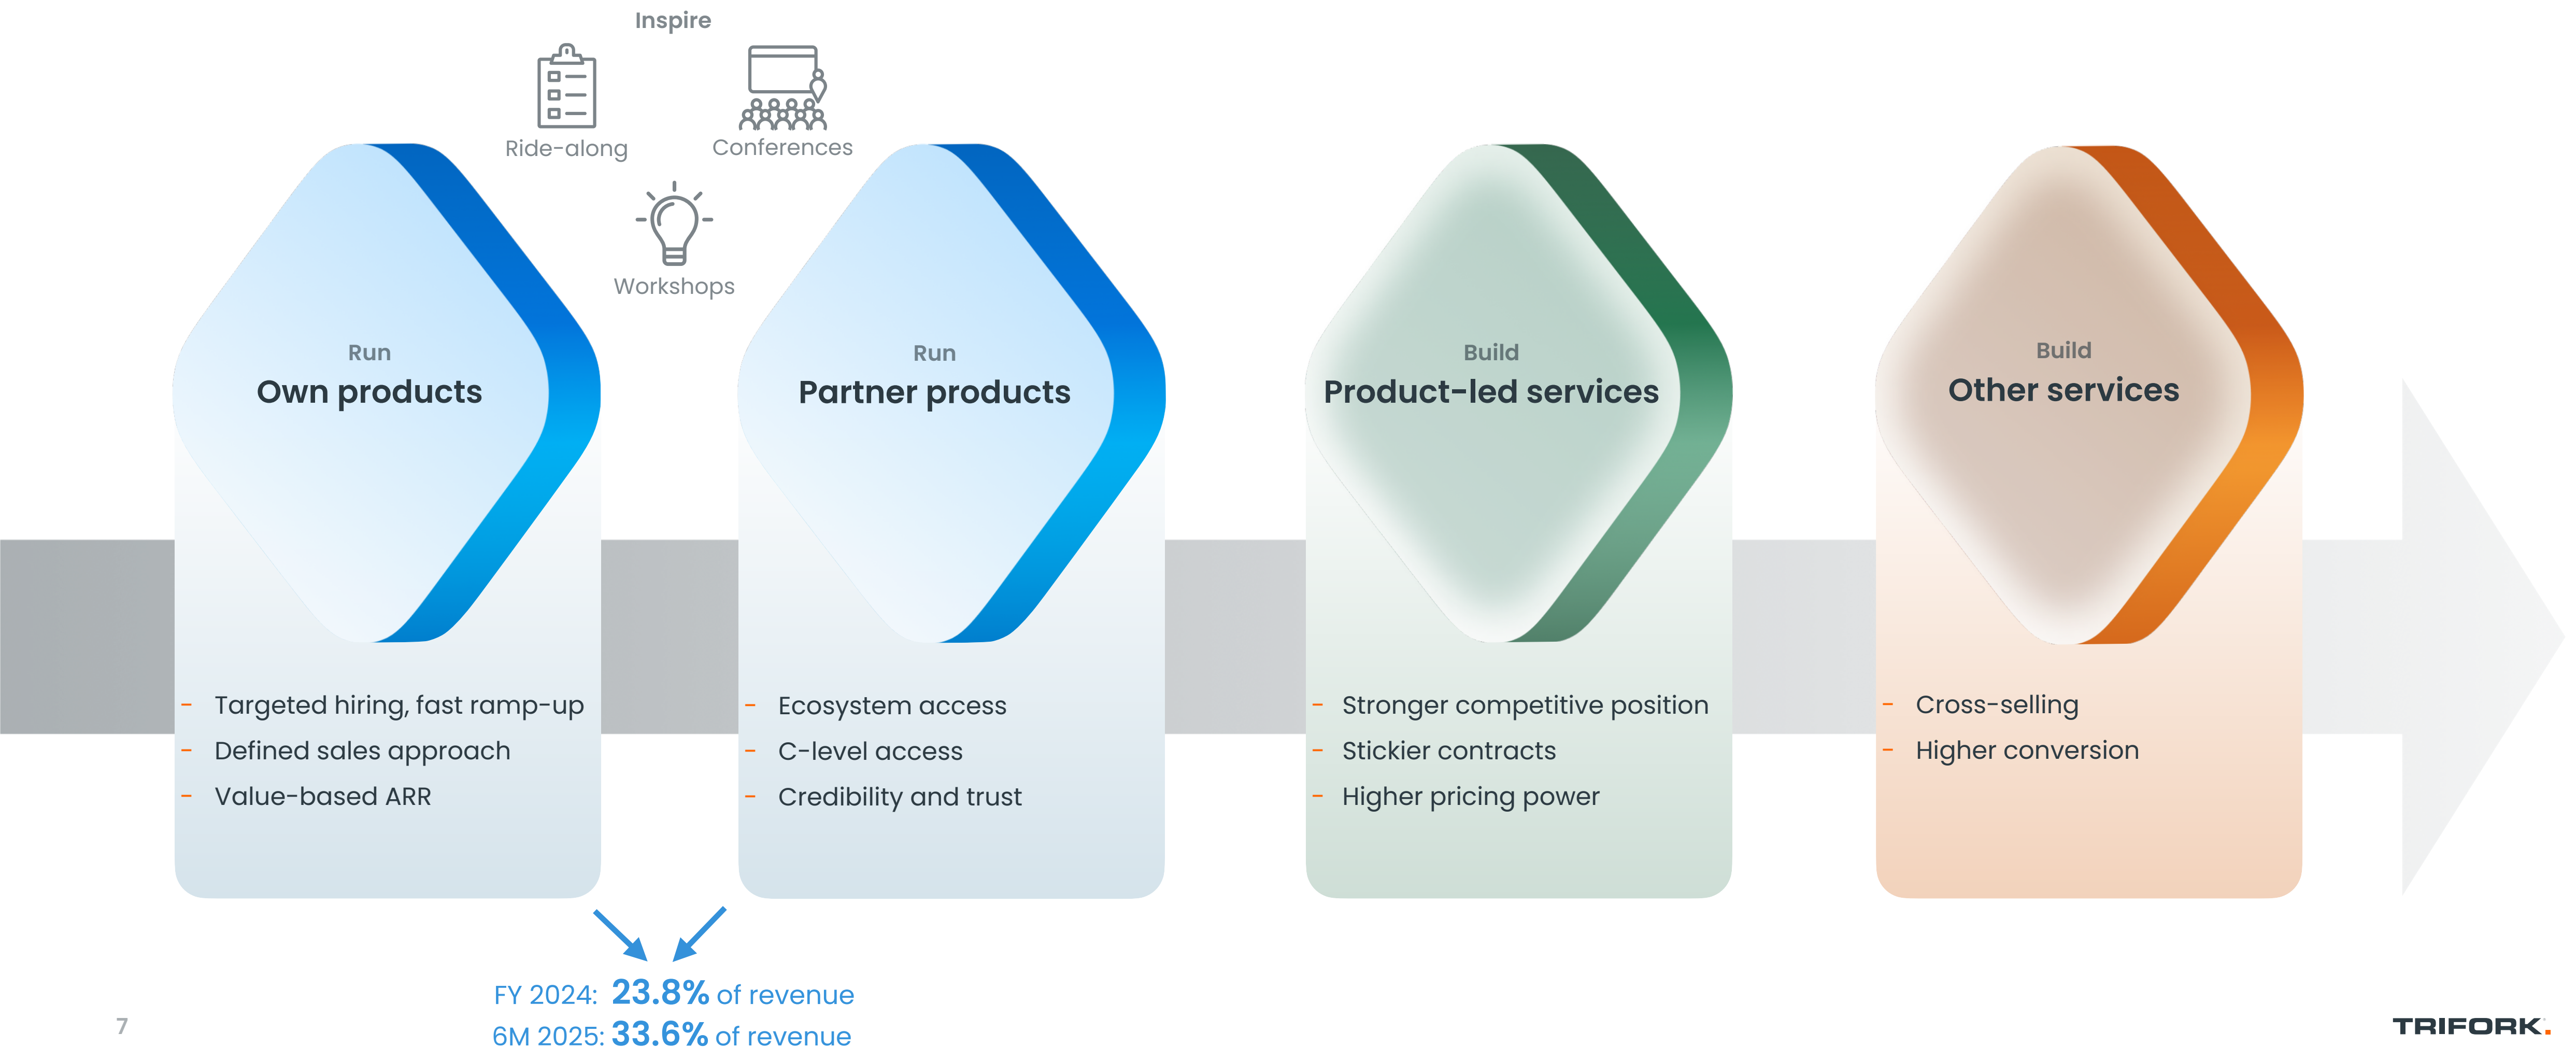 Inspire
Ride-along
Conferences
Workshops
Run
Own products
Run
Partner products
Build
Product-led services
Build
Other services
- Targeted hiring, fast ramp-up
- Defined sales approach
- Value-based ARR
- Ecosystem access
- C-level access
- Credibility and trust
- Stronger competitive position
- Stickier contracts
- Higher pricing power
- Cross-selling
- Higher conversion
FY 2024: 23.8% of revenue
6M 2025: 33.6% of revenue
7
TRIFORK.